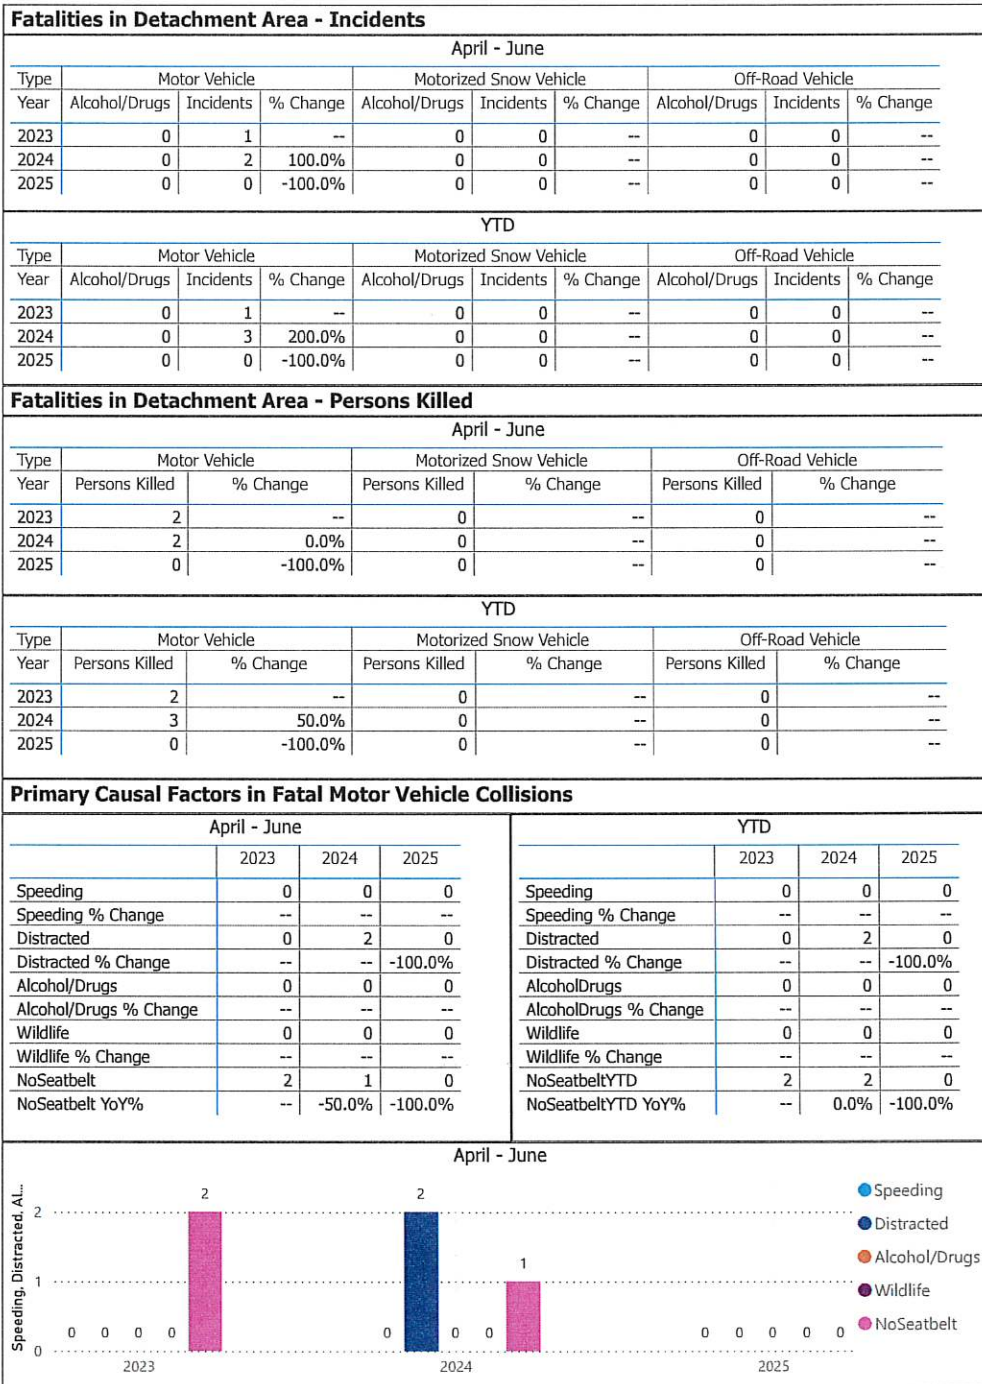 Fatalities in Detachment Area - Incidents
April - June
Type Motor Vehicle Motorized Snow Vehicle Off-Road Vehicle
Year Alcohol/Drugs Incidents % Change Alcohol/Drugs Incidents % Change Alcohol/Drugs Incidents % Change
2023 0 1 -- 0 0 -- 0 0 --
2024 0 2 100.0% 0 0 -- 0 0 --
2025 0 0 -100.0% 0 0 -- 0 0 --
YTD
Type Motor Vehicle Motorized Snow Vehicle Off-Road Vehicle
Year Alcohol/Drugs Incidents % Change Alcohol/Drugs Incidents % Change Alcohol/Drugs Incidents % Change
2023 0 1 -- 0 0 -- 0 0 --
2024 0 3 200.0% 0 0 -- 0 0 --
2025 0 0 -100.0% 0 0 -- 0 0 --
Fatalities in Detachment Area - Persons Killed
April - June
Type Motor Vehicle Motorized Snow Vehicle Off-Road Vehicle
Year Persons Killed % Change Persons Killed % Change Persons Killed % Change
2023 2 -- 0 -- 0 --
2024 2 0.0% 0 -- 0 --
2025 0 -100.0% 0 -- 0 --
YTD
Type Motor Vehicle Motorized Snow Vehicle Off-Road Vehicle
Year Persons Killed % Change Persons Killed % Change Persons Killed % Change
2023 2 -- 0 -- 0 --
2024 3 50.0% 0 -- 0 --
2025 0 -100.0% 0 -- 0 --
Primary Causal Factors in Fatal Motor Vehicle Collisions
April - June
2023 2024 2025
Speeding 0 0 0
Speeding % Change -- -- --
Distracted 0 2 0
Distracted % Change -- -- -100.0%
Alcohol/Drugs 0 0 0
Alcohol/Drugs % Change -- -- --
Wildlife 0 0 0
Wildlife % Change -- -- --
NoSeatbelt 2 1 0
NoSeatbelt YoY% -- -50.0% -100.0%
YTD
2023 2024 2025
Speeding 0 0 0
Speeding % Change -- -- --
Distracted 0 2 0
Distracted % Change -- -- -100.0%
AlcoholDrugs 0 0 0
AlcoholDrugs % Change -- -- --
Wildlife 0 0 0
Wildlife % Change -- -- --
NoSeatbeltYTD 2 2 0
NoSeatbeltYTD YoY% -- 0.0% -100.0%
April - June
Speeding, Distracted, Al...
2
1
0
0 0 0 0 2
0 2 0 0 1
0 0 0 0 0
2023 2024 2025
Speeding
Distracted
Alcohol/Drugs
Wildlife
NoSeatbelt